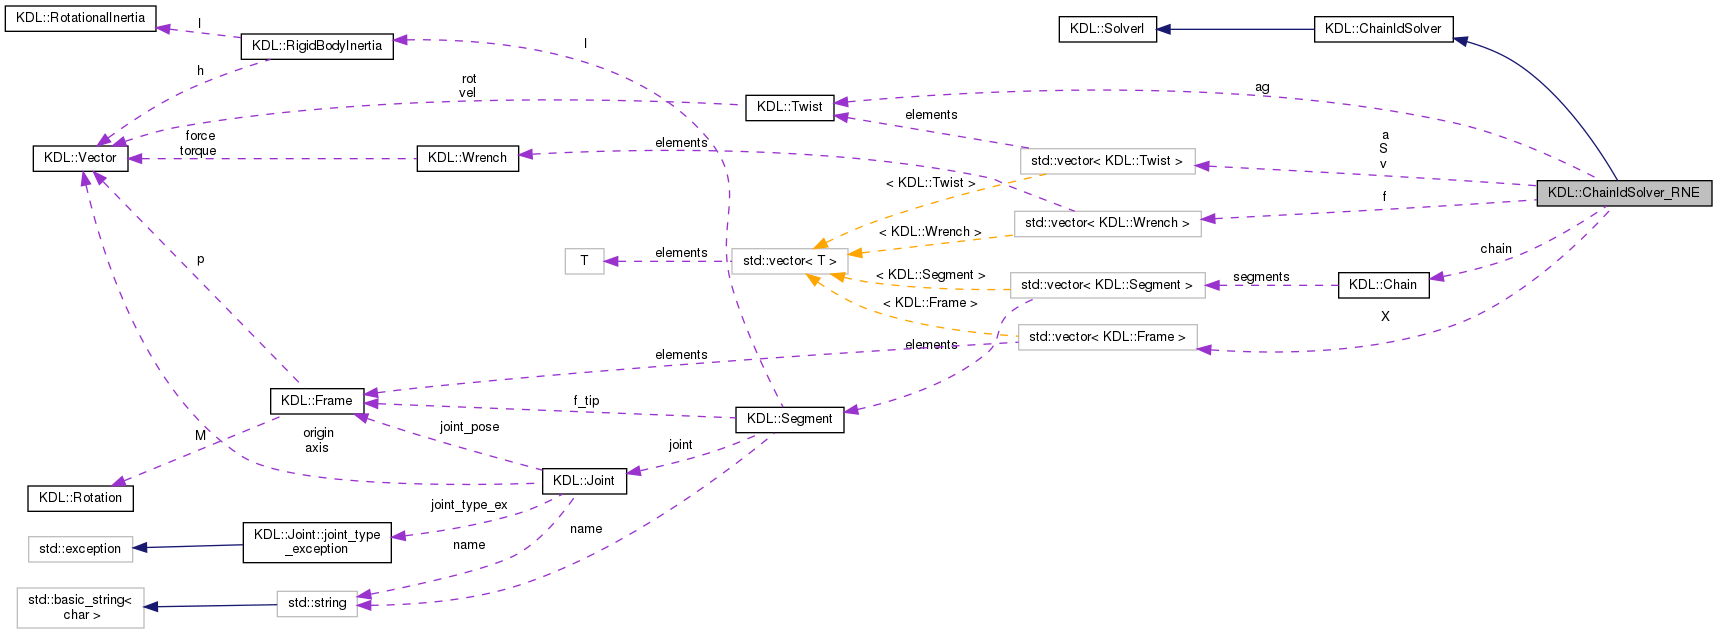 KDL::RotationalInertia
I
KDL::RigidBodyInertia
I
KDL::SolverI
KDL::ChainIdSolver
h
rot
vel
KDL::Twist
ag
elements
force
torque
KDL::Vector
KDL::Wrench
elements
std::vector< KDL::Twist >
a
S
v
< KDL::Twist >
KDL::ChainIdSolver_RNE
f
std::vector< KDL::Wrench >
< KDL::Wrench >
p
T
elements
std::vector< T >
chain
< KDL::Segment >
std::vector< KDL::Segment >
segments
KDL::Chain
< KDL::Frame >
X
std::vector< KDL::Frame >
elements
elements
KDL::Frame
f_tip
KDL::Segment
M
origin
axis
joint_pose
joint
KDL::Joint
KDL::Rotation
joint_type_ex
name
KDL::Joint::joint_type
_exception
std::exception
name
std::basic_string<
char >
std::string